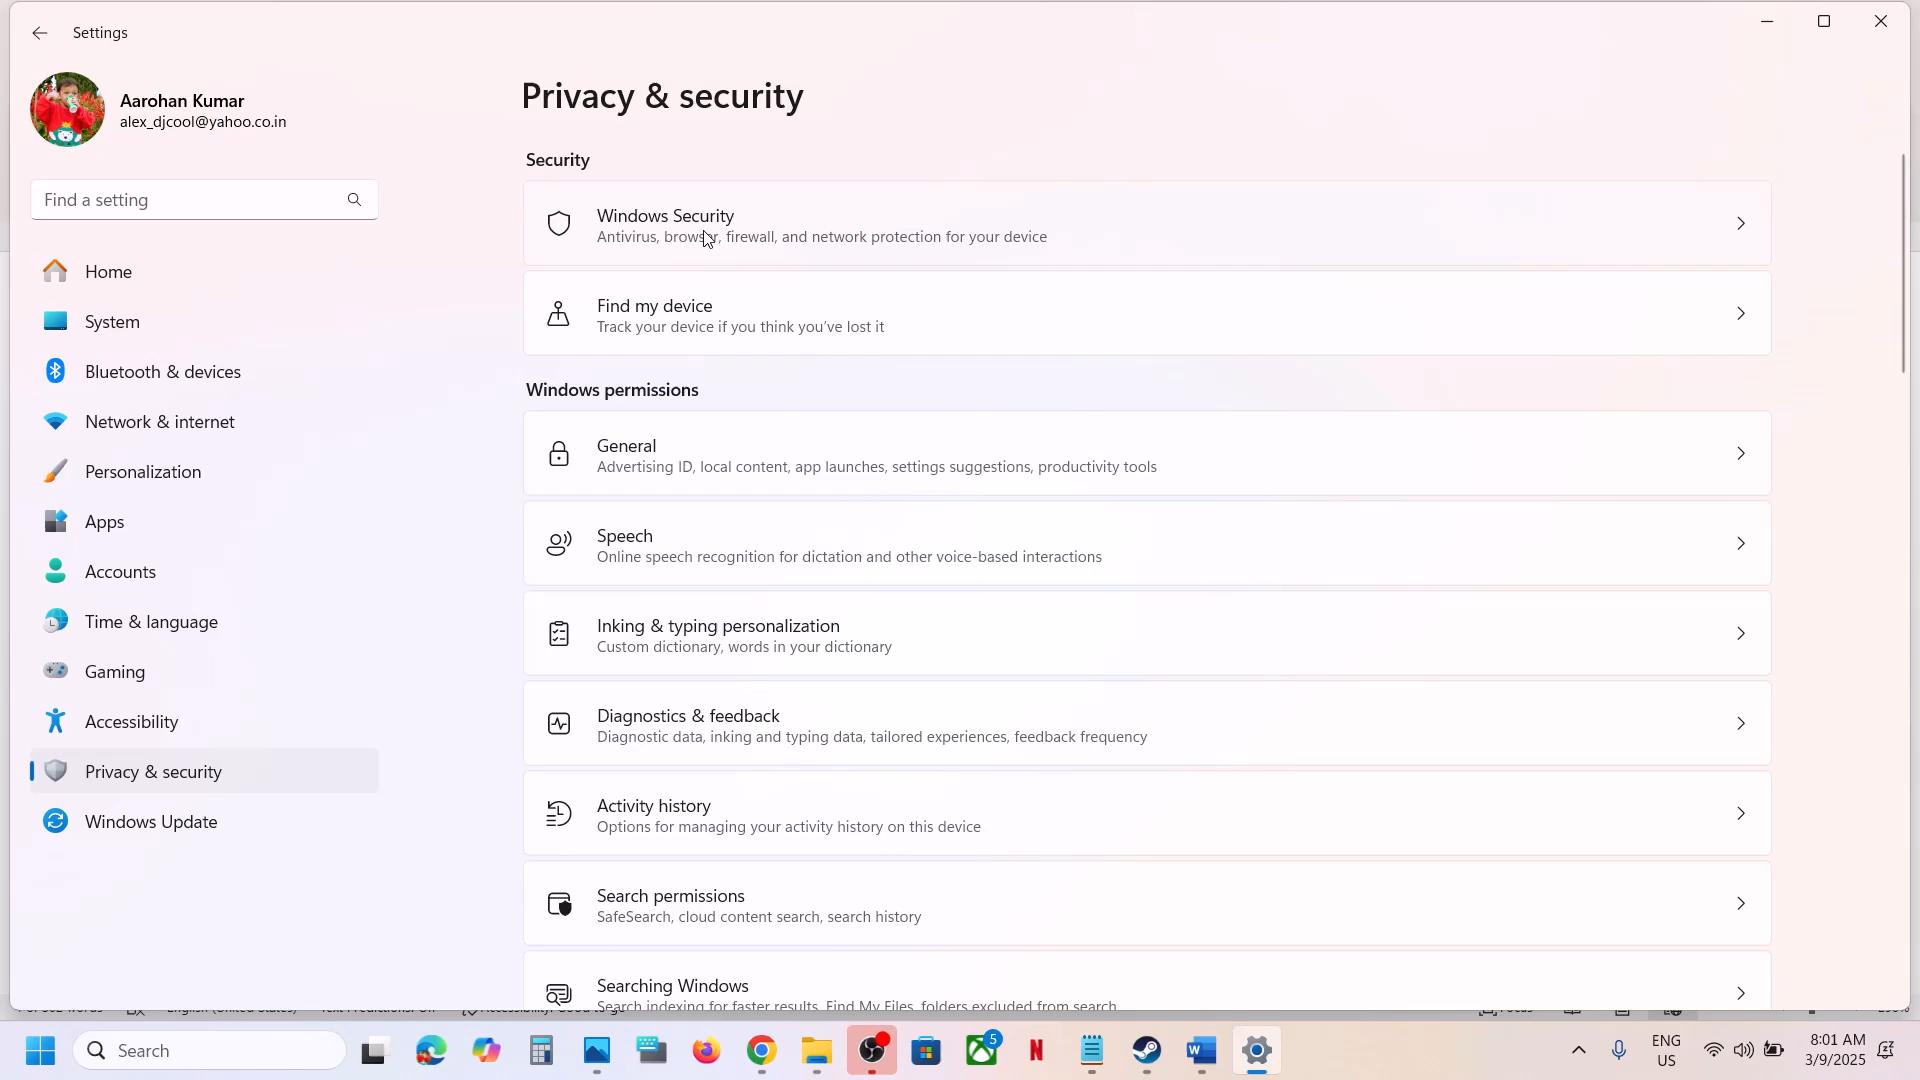 Settings
Aarohan Kumar
alex_djcool@yahoo.co.in
Find a setting
Home
System
Bluetooth & devices
Network & internet
Personalization
Apps
Accounts
Time & language
Gaming
Accessibility
Privacy & security
Windows Update
Privacy & security
Security
Windows Security
Antivirus, browser, firewall, and network protection for your device
Find my device
Track your device if you think you've lost it
Windows permissions
General
Advertising ID, local content, app launches, settings suggestions, productivity tools
Speech
Online speech recognition for dictation and other voice-based interactions
Inking & typing personalization
Custom dictionary, words in your dictionary
Diagnostics & feedback
Diagnostic data, inking and typing data, tailored experiences, feedback frequency
Activity history
Options for managing your activity history on this device
Search permissions
SafeSearch, cloud content search, search history
Searching Windows
Search indexing for faster results, Find My Files, folders excluded from search
Search
5
ENG
US
8:01 AM
3/9/2025